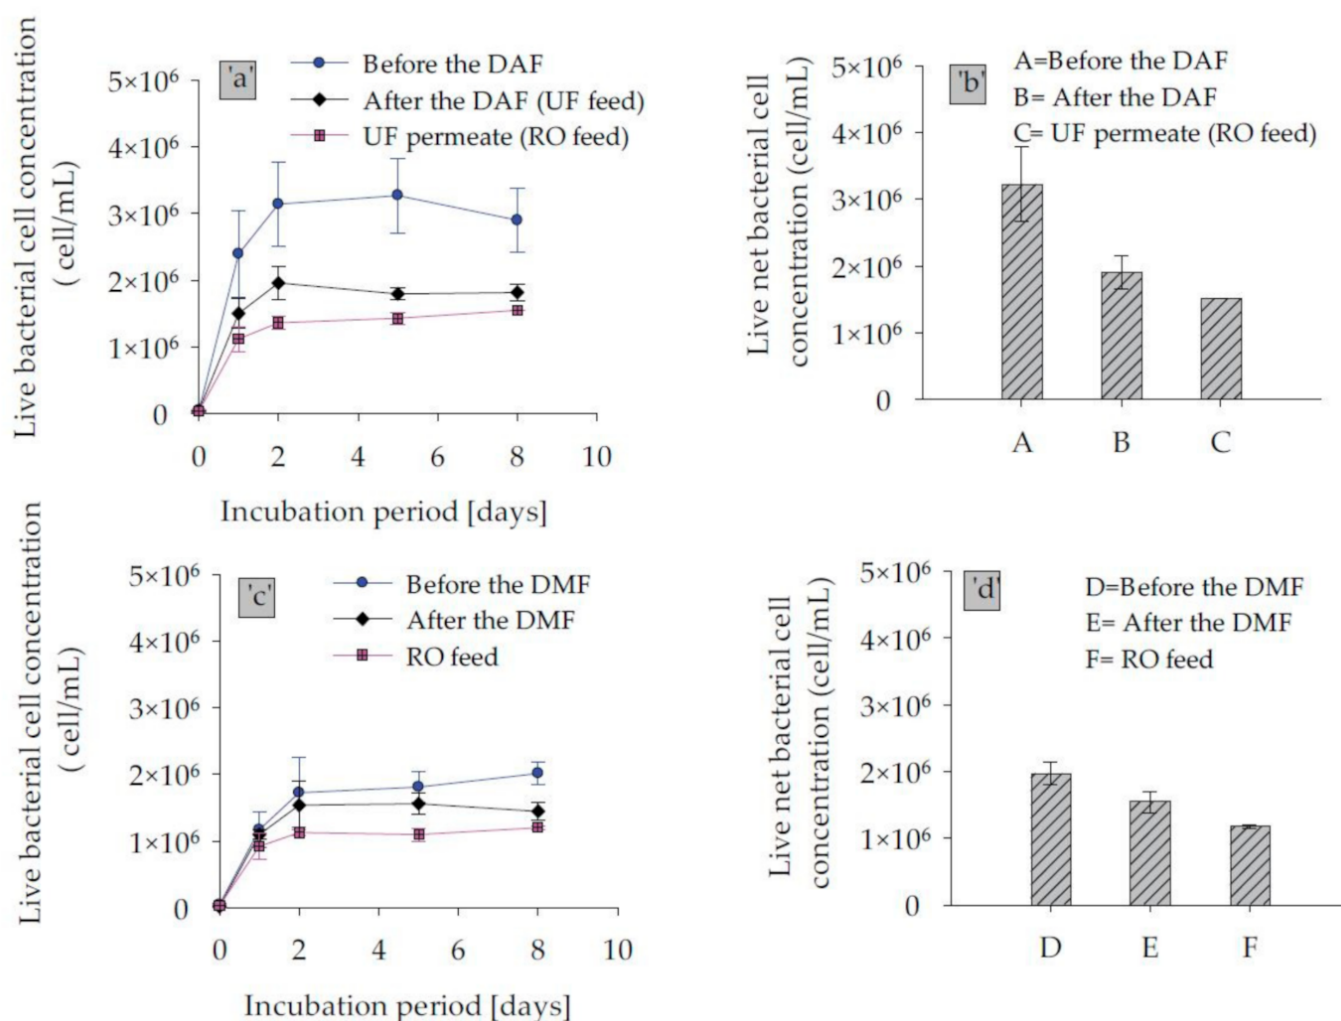 Live bacterial cell concentration
( cell/mL)
'a'
Before the DAF
After the DAF (UF feed)
UF permeate (RO feed)
5×10⁶
4×10⁶
3×10⁶
2×10⁶
1×10⁶
0
0 2 4 6 8 10
Incubation period [days]
Live net bacterial cell
concentration (cell/mL)
'b'
A=Before the DAF
B= After the DAF
C= UF permeate (RO feed)
5×10⁶
4×10⁶
3×10⁶
2×10⁶
1×10⁶
0
A B C
Live bacterial cell concentration
( cell/mL)
'c'
Before the DMF
After the DMF
RO feed
5×10⁶
4×10⁶
3×10⁶
2×10⁶
1×10⁶
0
0 2 4 6 8 10
Incubation period [days]
Live net bacterial cell
concentration (cell/mL)
'd'
D=Before the DMF
E= After the DMF
F= RO feed
5×10⁶
4×10⁶
3×10⁶
2×10⁶
1×10⁶
0
D E F